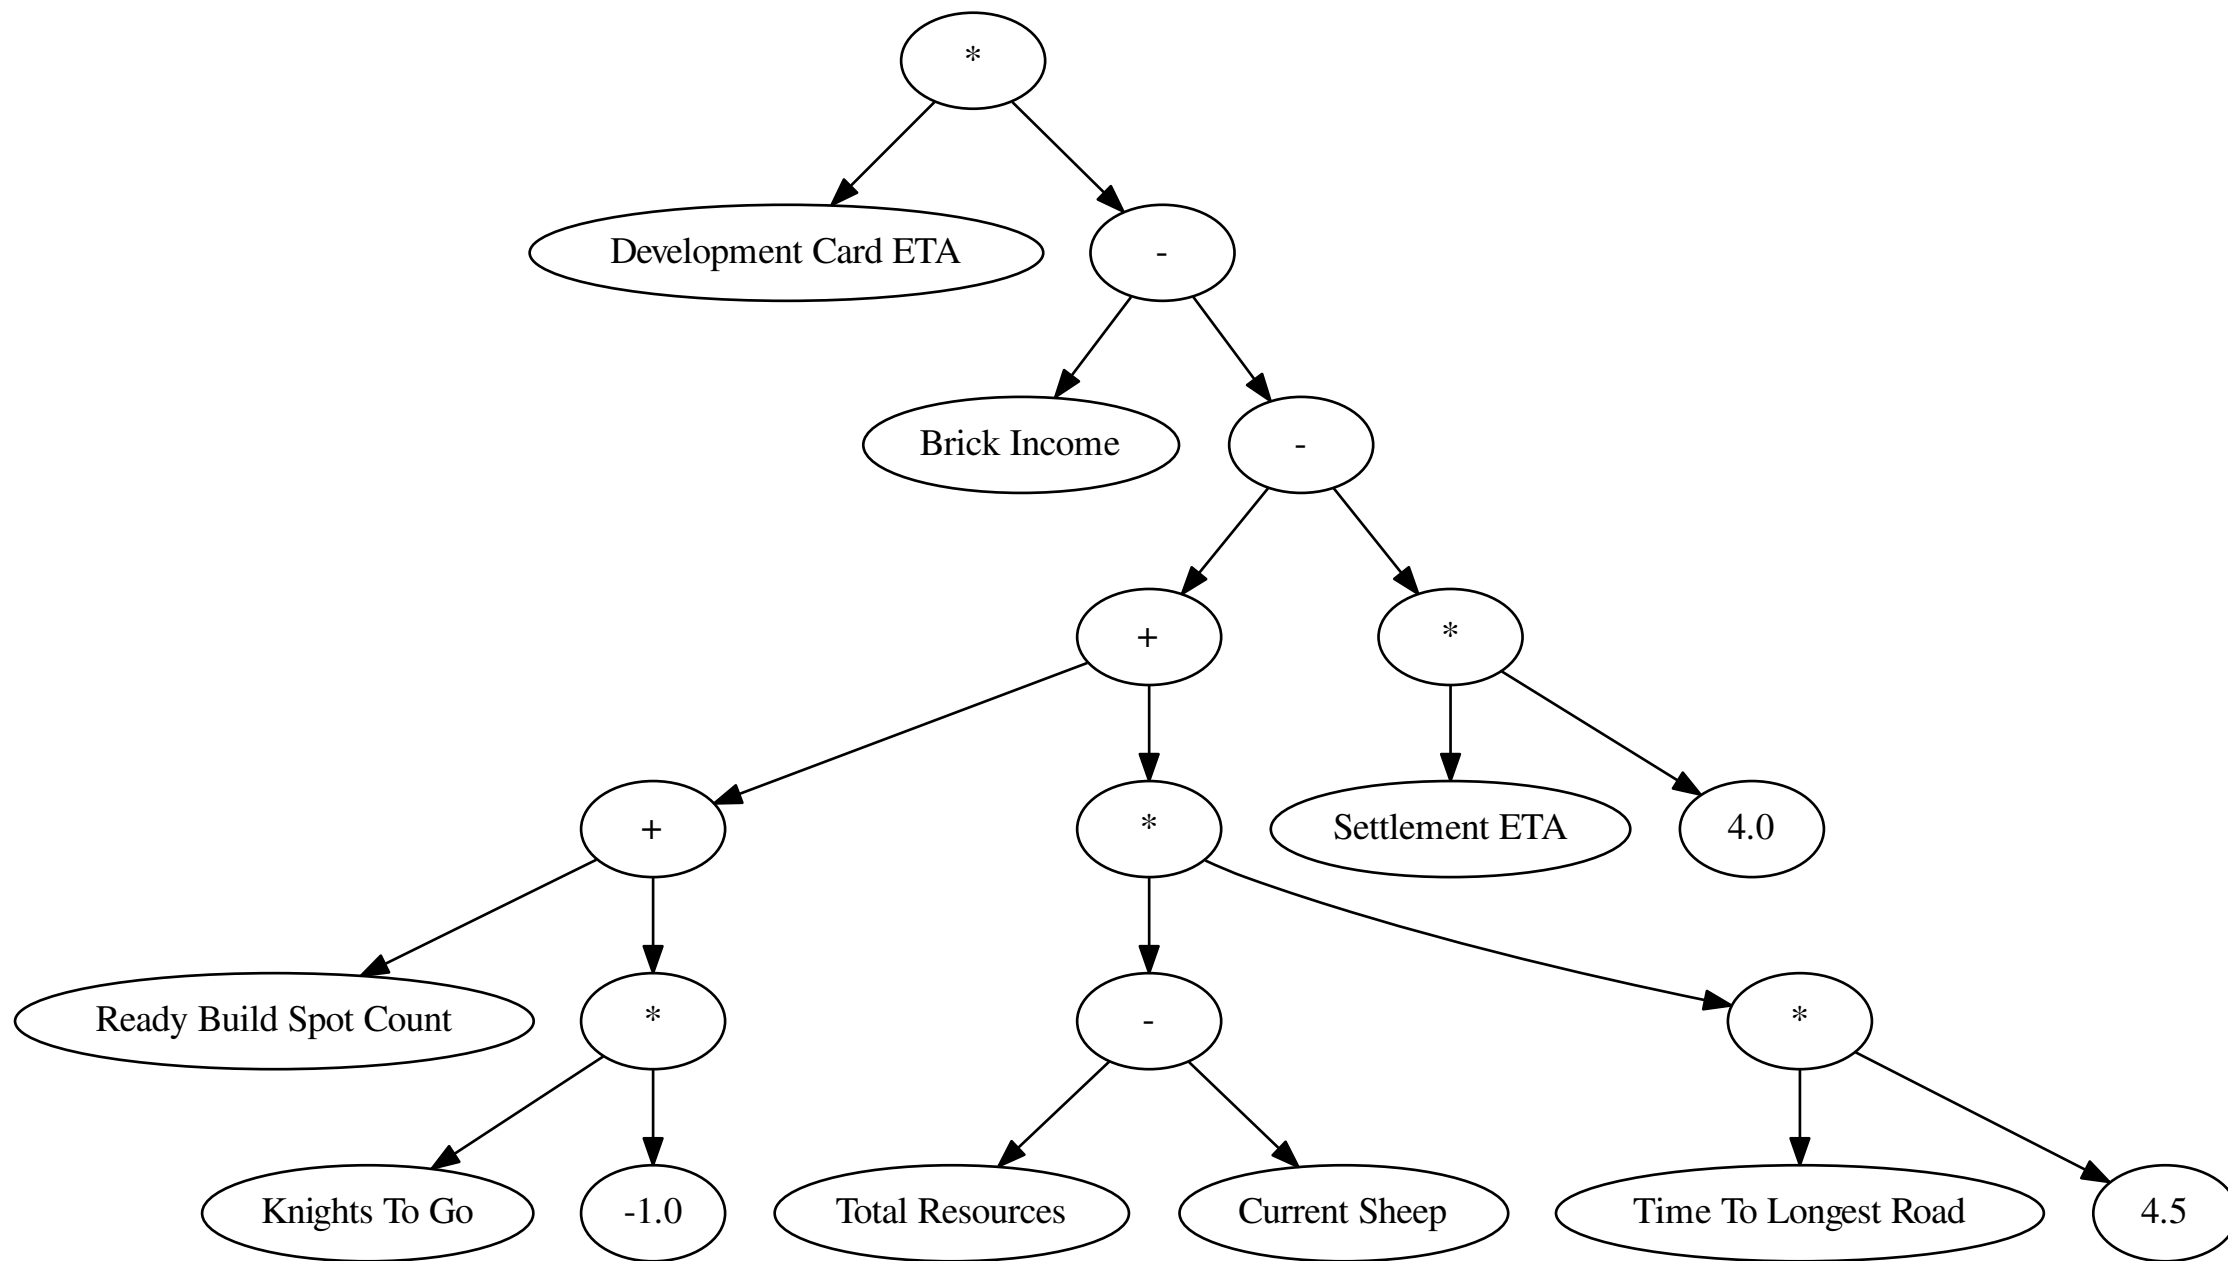 *
Development Card ETA
-
Brick Income
-
+
*
+
*
Settlement ETA
4.0
Ready Build Spot Count
*
-
*
Knights To Go
-1.0
Total Resources
Current Sheep
Time To Longest Road
4.5